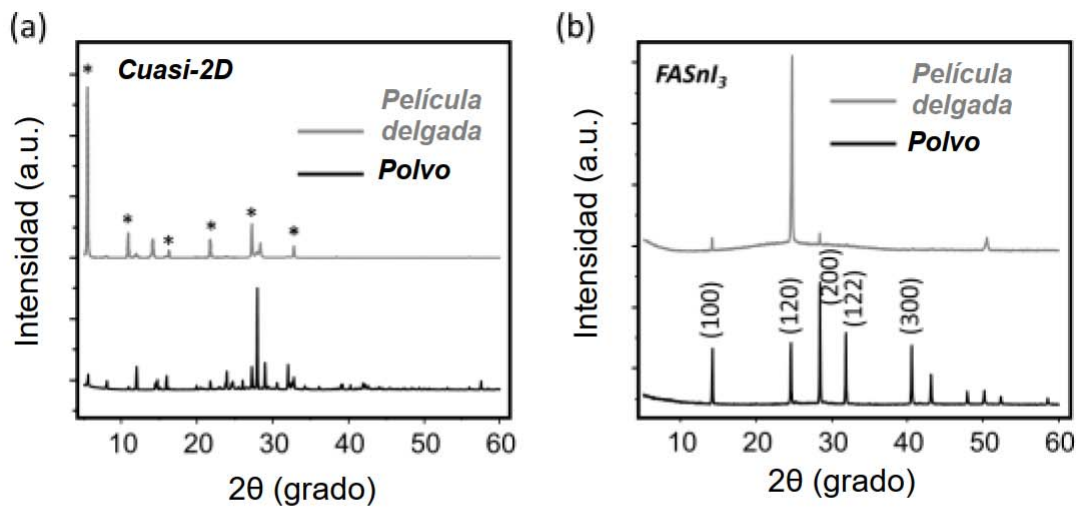 (a)
Cuasi-2D
Película
delgada
Polvo
Intensidad (a.u.)
10 20 30 40 50 60
2θ (grado)
(b)
FASnI3
Película
delgada
Polvo
Intensidad (a.u.)
(100)
(120)
(200)
(122)
(300)
10 20 30 40 50 60
2θ (grado)